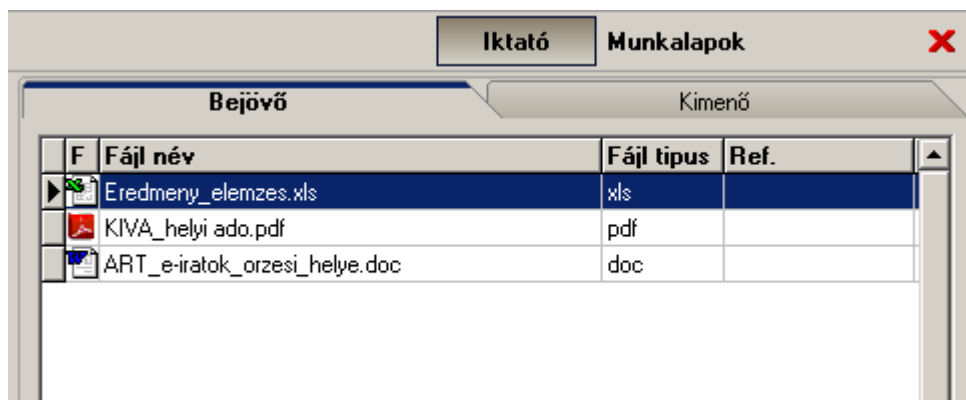 Iktató Munkalapok
Bejövő Kimenő
F Fájl név Fájl tipus Ref.
Eredmeny_elemzes.xls xls
KIVA_helyi ado.pdf pdf
ART_e-iratok_orzesi_helye.doc doc